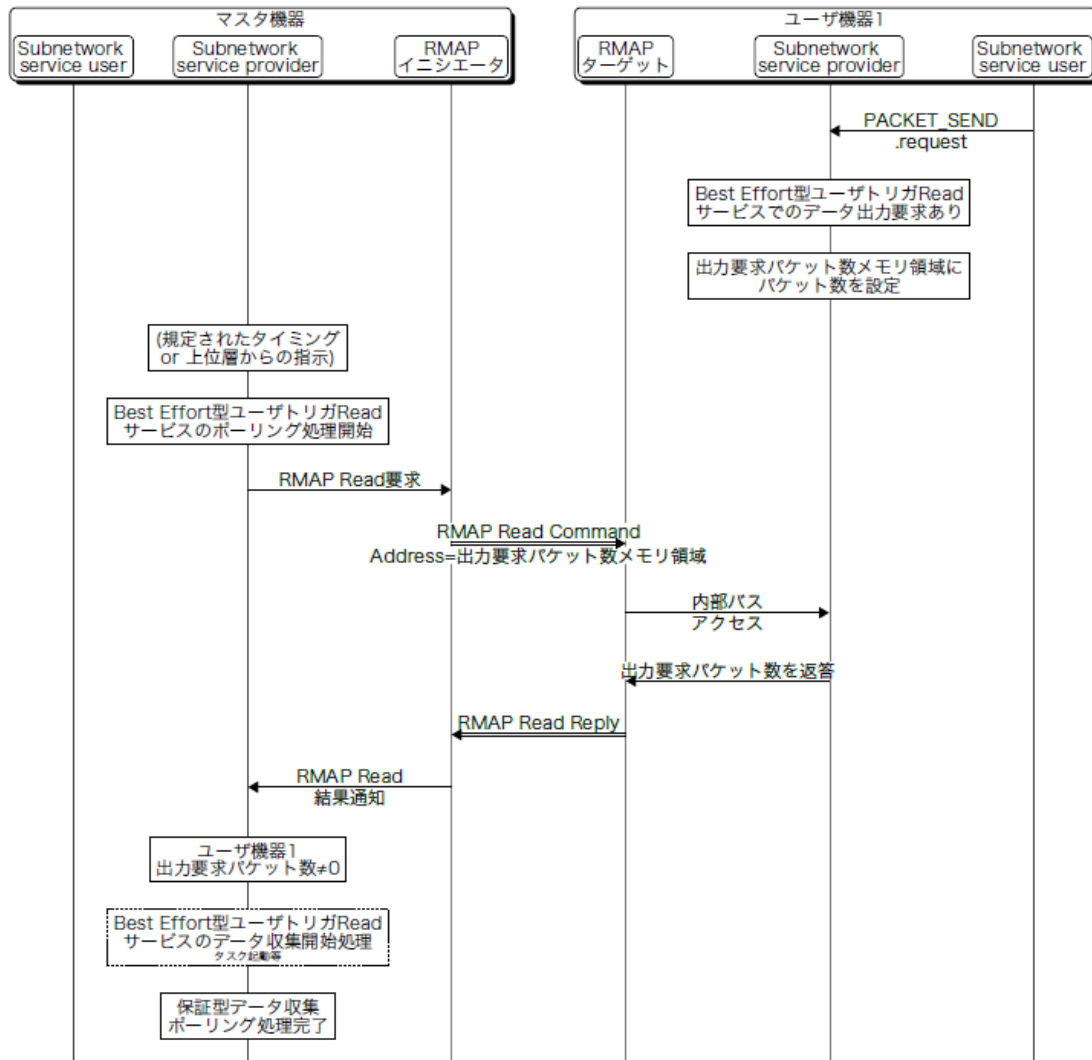 マスタ機器
ユーザ機器1
Subnetwork
service user
Subnetwork
service provider
RMAP
イニシエータ
RMAP
ターゲット
Subnetwork
service provider
Subnetwork
service user
PACKET_SEND
.request
Best Effort型ユーザトリガRead
サービスでのデータ出力要求あり
出力要求パケット数メモリ領域に
パケット数を設定
(規定されたタイミング
or 上位層からの指示)
Best Effort型ユーザトリガRead
サービスのポーリング処理開始
RMAP Read要求
RMAP Read Command
Address=出力要求パケット数メモリ領域
内部バス
アクセス
出力要求パケット数を返答
RMAP Read Reply
RMAP Read
結果通知
ユーザ機器1
出力要求パケット数≠0
Best Effort型ユーザトリガRead
サービスのデータ収集開始処理
タスク起動等
保証型データ収集
ポーリング処理完了